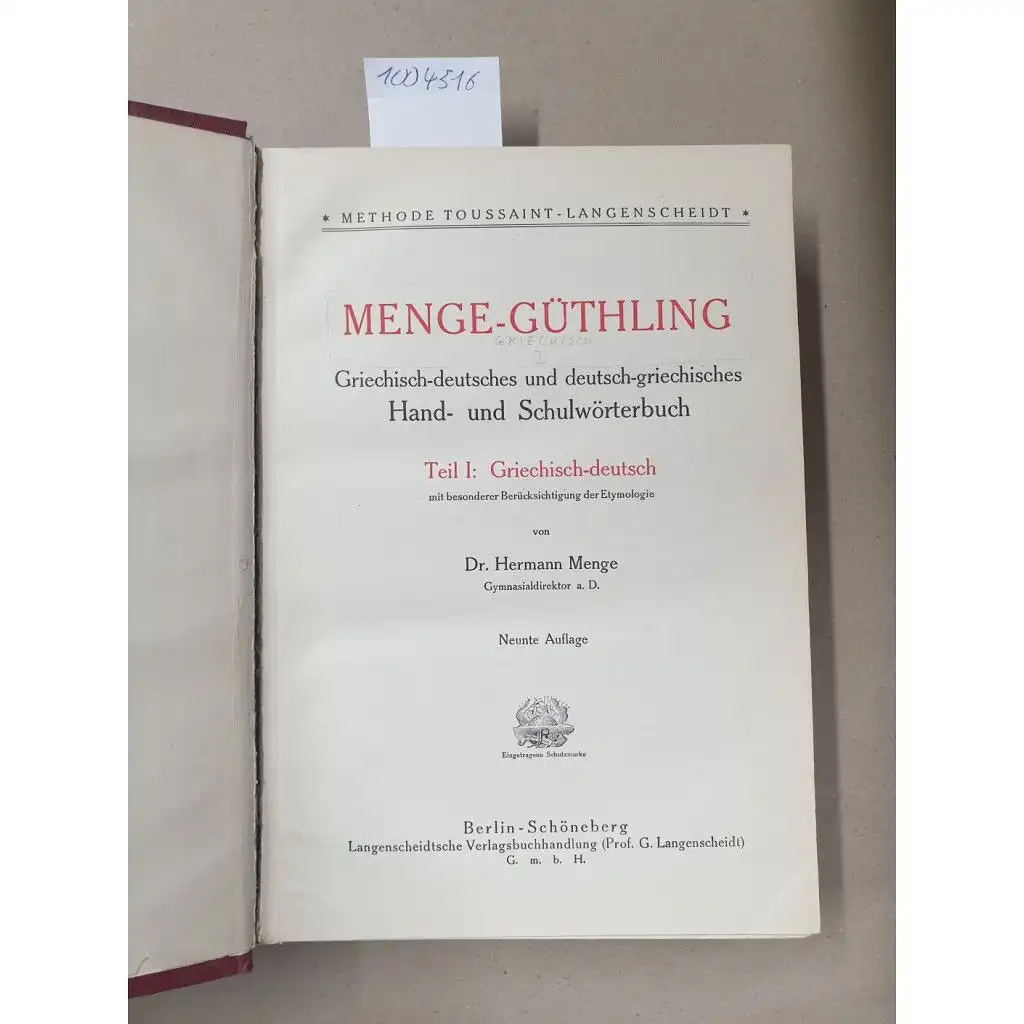 1004516
* METHODE TOUSSAINT-LANGENSCHEIDT *
MENGE-GÜTHLING
GRIECHISCH
I
Griechisch-deutsches und deutsch-griechisches
Hand- und Schulwörterbuch
Teil I: Griechisch-deutsch
mit besonderer Berücksichtigung der Etymologie
von
Dr. Hermann Menge
Gymnasialdirektor a. D.
Neunte Auflage
Eingetragene Schutzmarke
Berlin-Schöneberg
Langenscheidtsche Verlagsbuchhandlung (Prof. G. Langenscheidt)
G. m. b. H.